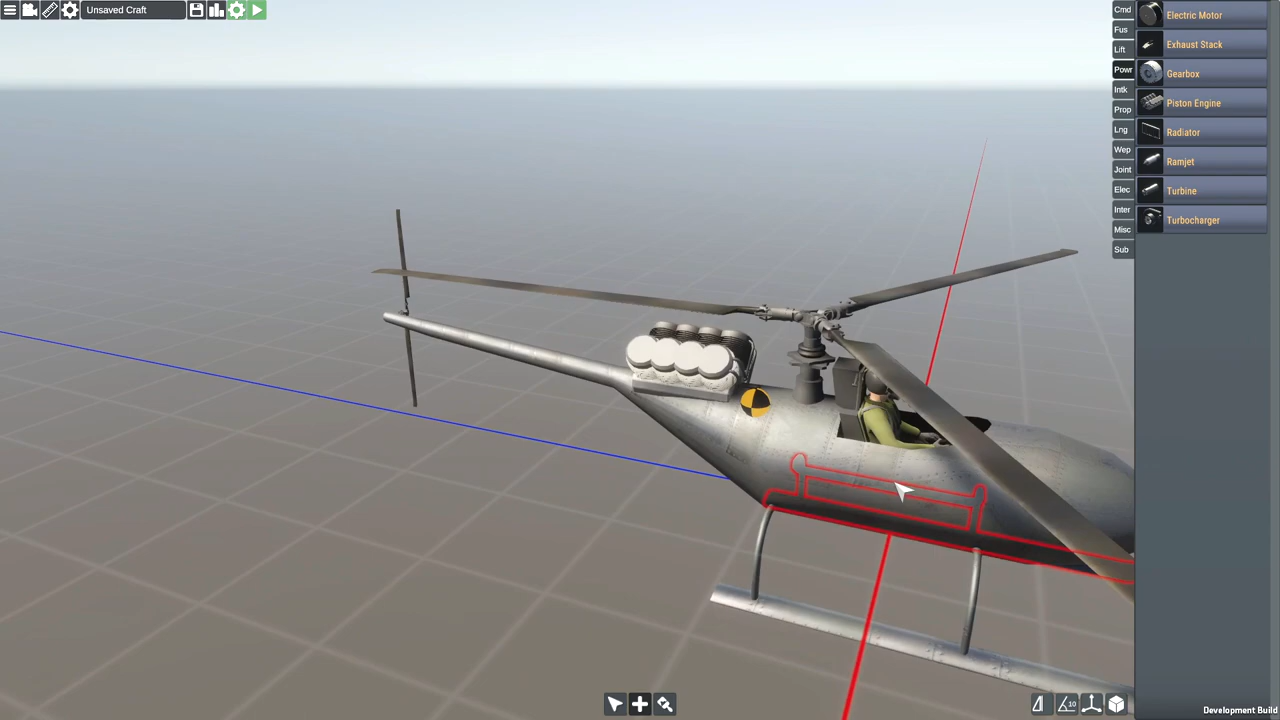 Unsaved Craft
Cmd
Fus
Lift
Powr
Intk
Prop
Lng
Wep
Joint
Elec
Inter
Misc
Sub
Electric Motor
Exhaust Stack
Gearbox
Piston Engine
Radiator
Ramjet
Turbine
Turbocharger
10
Development Build